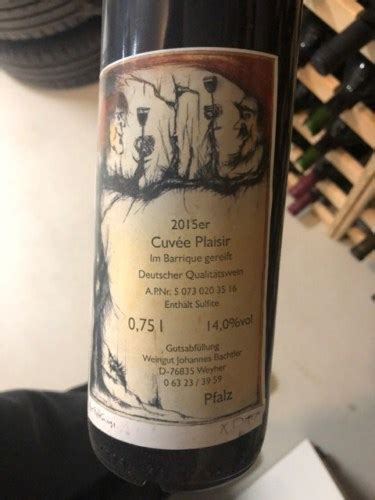 2015er
Cuvée Plaisir
Im Barrique gereift
Deutscher Qualitätswein
A.P.Nr. 5 073 020 35 16
Enthält Sulfite
0,75 l 14,0%vol
Gutsabfüllung
Weingut Johannes Bachtler
D-76835 Weyher
0 63 23 / 39 59
Pfalz